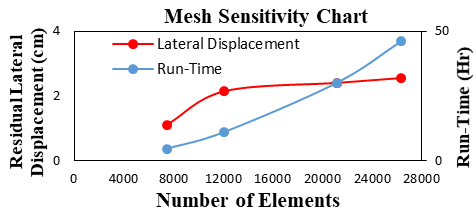 Mesh Sensitivity Chart
Residual Lateral
Displacement (cm)
4
2
0
Lateral Displacement
Run-Time
50
0
Run-Time (Hr)
0 4000 8000 12000 16000 20000 24000 28000
Number of Elements